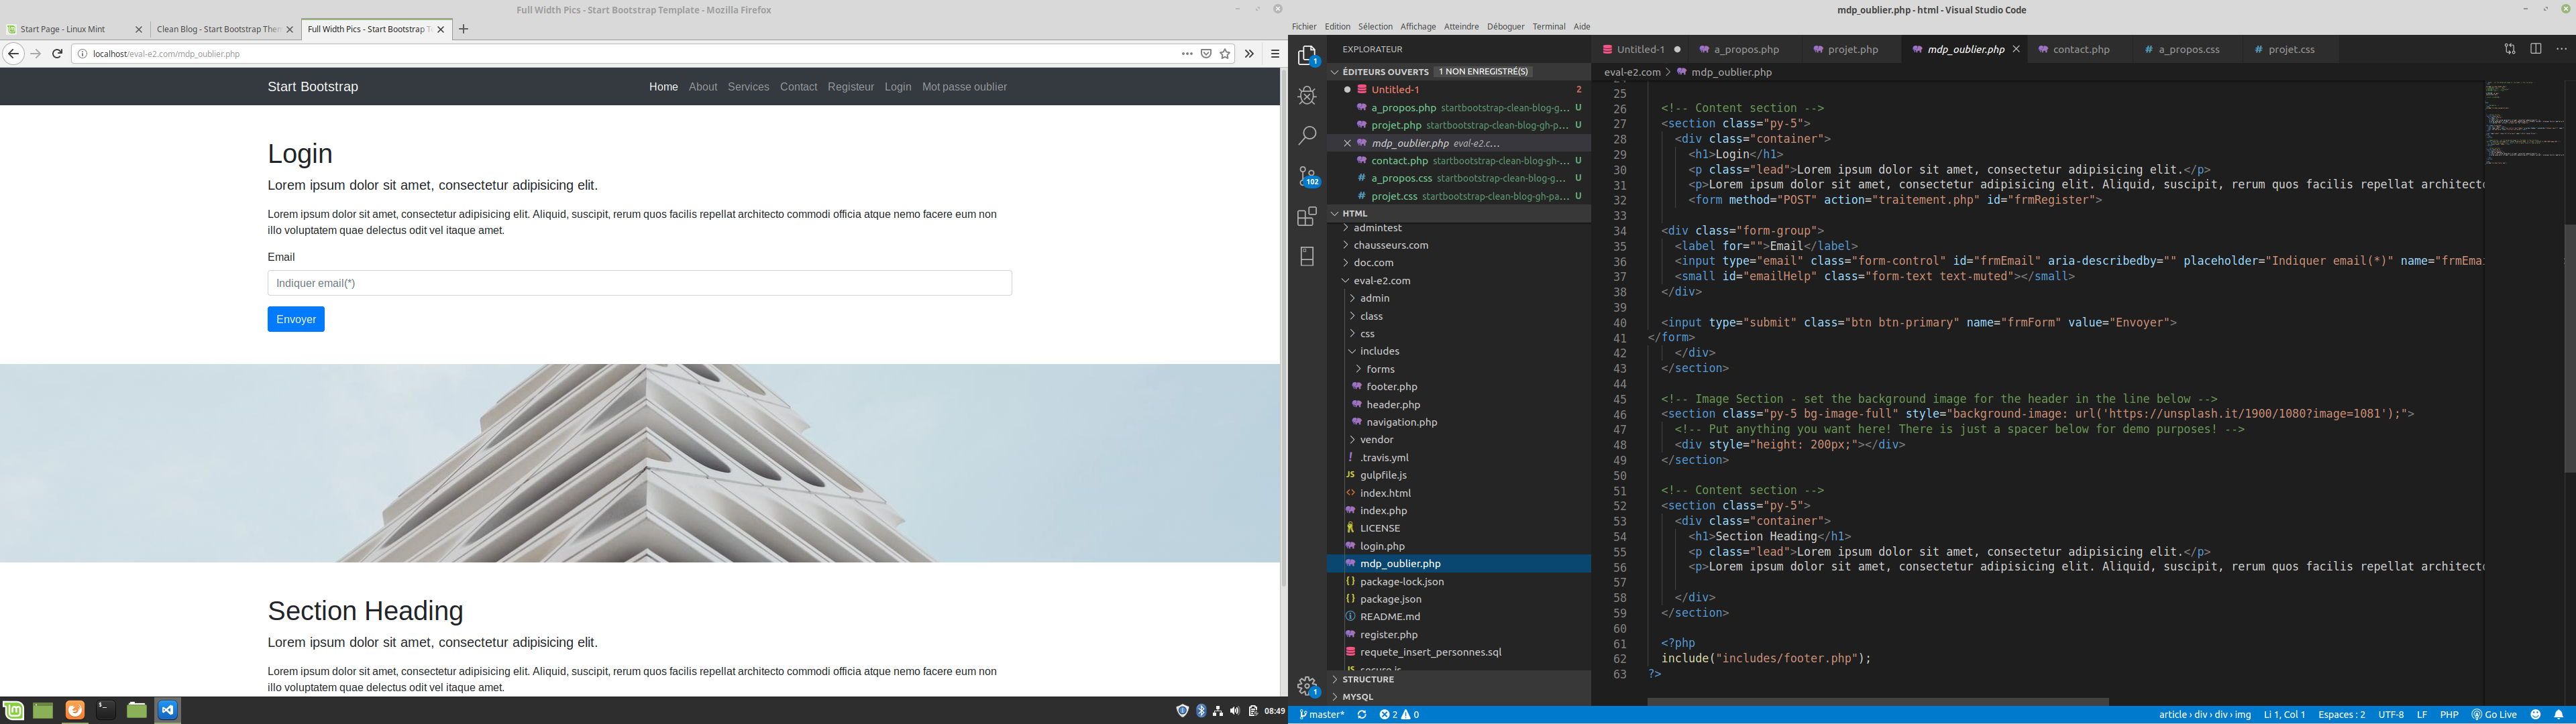 Full Width Pics - Start Bootstrap Template - Mozilla Firefox
Start Page - Linux Mint
Clean Blog - Start Bootstrap Then
Full Width Pics - Start Bootstrap Te
localhost/eval-e2.com/mdp_oublier.php
Start Bootstrap
Home About Services Contact Registeur Login Mot passe oublier
Login
Lorem ipsum dolor sit amet, consectetur adipisicing elit.
Lorem ipsum dolor sit amet, consectetur adipisicing elit. Aliquid, suscipit, rerum quos facilis repellat architecto commodi officia atque nemo facere eum non
illo voluptatem quae delectus odit vel itaque amet.
Email
Indiquer email(*)
Envoyer
Section Heading
Lorem ipsum dolor sit amet, consectetur adipisicing elit.
Lorem ipsum dolor sit amet, consectetur adipisicing elit. Aliquid, suscipit, rerum quos facilis repellat architecto commodi officia atque nemo facere eum non
illo voluptatem quae delectus odit vel itaque amet.
08:49
mdp_oublier.php - html - Visual Studio Code
Fichier Edition Sélection Affichage Atteindre Déboguer Terminal Aide
EXPLORATEUR
ÉDITEURS OUVERTS 1 NON ENREGISTRÉ(S)
Untitled-1 2
a_propos.php startbootstrap-clean-blog-g... U
projet.php startbootstrap-clean-blog-gh-p... U
mdp_oublier.php eval-e2.c...
contact.php startbootstrap-clean-blog-gh-... U
a_propos.css startbootstrap-clean-blog-g... U
projet.css startbootstrap-clean-blog-gh-pa... U
HTML
admintest
chausseurs.com
doc.com
eval-e2.com
admin
class
css
includes
forms
footer.php
header.php
navigation.php
vendor
.travis.yml
gulpfile.js
index.html
index.php
LICENSE
login.php
mdp_oublier.php
package-lock.json
package.json
README.md
register.php
requete_insert_personnes.sql
secure.js
STRUCTURE
MYSQL
1
102
1
Untitled-1 a_propos.php projet.php mdp_oublier.php contact.php a_propos.css projet.css
eval-e2.com > mdp_oublier.php
24
25
26 <!-- Content section -->
27 <section class="py-5">
28 <div class="container">
29 <h1>Login</h1>
30 <p class="lead">Lorem ipsum dolor sit amet, consectetur adipisicing elit.</p>
31 <p>Lorem ipsum dolor sit amet, consectetur adipisicing elit. Aliquid, suscipit, rerum quos facilis repellat architecto
32 <form method="POST" action="traitement.php" id="frmRegister">
33
34 <div class="form-group">
35 <label for="">Email</label>
36 <input type="email" class="form-control" id="frmEmail" aria-describedby="" placeholder="Indiquer email(*)" name="frmEmai
37 <small id="emailHelp" class="form-text text-muted"></small>
38 </div>
39
40 <input type="submit" class="btn btn-primary" name="frmForm" value="Envoyer">
41 </form>
42 </div>
43 </section>
44
45 <!-- Image Section - set the background image for the header in the line below -->
46 <section class="py-5 bg-image-full" style="background-image: url('https://unsplash.it/1900/1080?image=1081');">
47 <!-- Put anything you want here! There is just a spacer below for demo purposes! -->
48 <div style="height: 200px;"></div>
49 </section>
50
51 <!-- Content section -->
52 <section class="py-5">
53 <div class="container">
54 <h1>Section Heading</h1>
55 <p class="lead">Lorem ipsum dolor sit amet, consectetur adipisicing elit.</p>
56 <p>Lorem ipsum dolor sit amet, consectetur adipisicing elit. Aliquid, suscipit, rerum quos facilis repellat architecto
57
58 </div>
59 </section>
60
61 <?php
62 include("includes/footer.php");
63 ?>
master* 2 0
article › div › div › img Li 1, Col 1 Espaces : 2 UTF-8 LF PHP Go Live